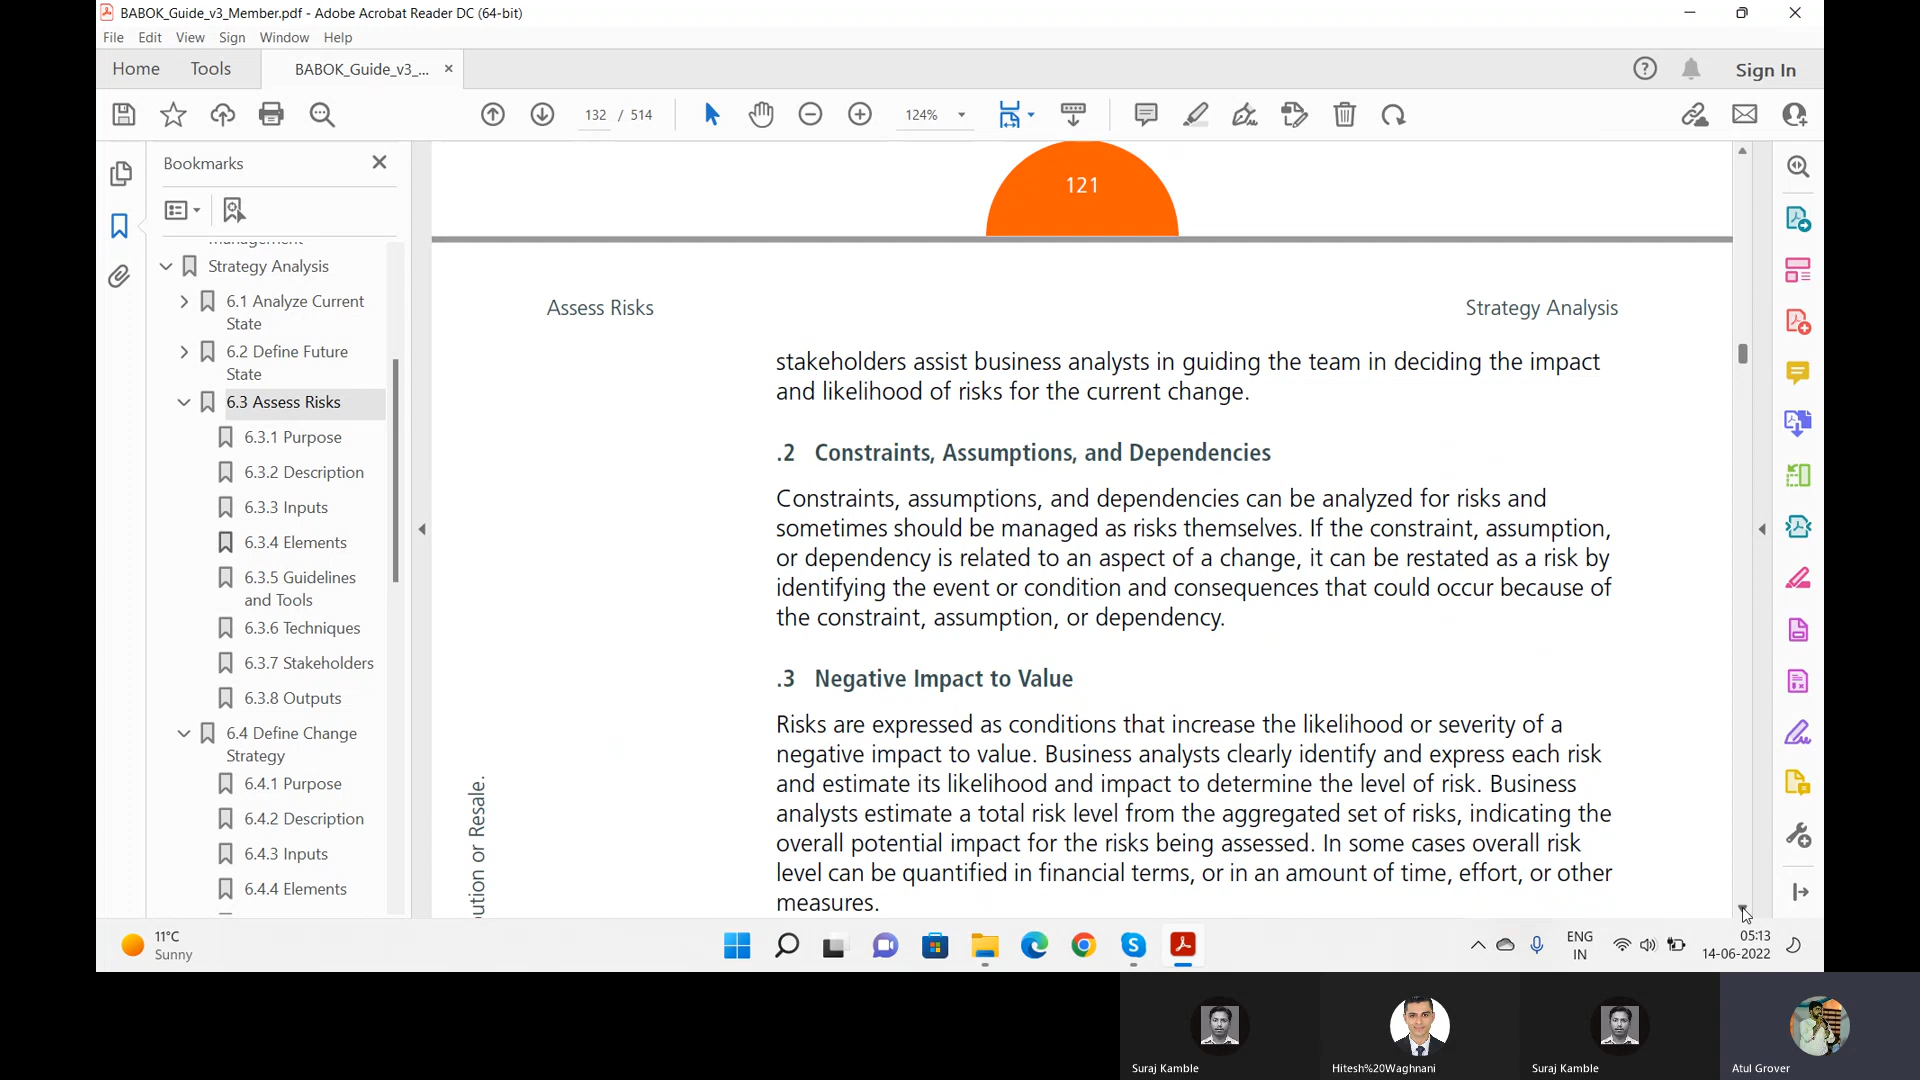 BABOK_Guide_v3_Member.pdf - Adobe Acrobat Reader DC (64-bit)
File Edit View Sign Window Help
Home Tools BABOK_Guide_v3_... × Sign In
132 / 514 124%
Bookmarks
Strategy Analysis
6.1 Analyze Current
State
6.2 Define Future
State
6.3 Assess Risks
6.3.1 Purpose
6.3.2 Description
6.3.3 Inputs
6.3.4 Elements
6.3.5 Guidelines
and Tools
6.3.6 Techniques
6.3.7 Stakeholders
6.3.8 Outputs
6.4 Define Change
Strategy
6.4.1 Purpose
6.4.2 Description
6.4.3 Inputs
6.4.4 Elements
121
Assess Risks Strategy Analysis
stakeholders assist business analysts in guiding the team in deciding the impact
and likelihood of risks for the current change.
.2 Constraints, Assumptions, and Dependencies
Constraints, assumptions, and dependencies can be analyzed for risks and
sometimes should be managed as risks themselves. If the constraint, assumption,
or dependency is related to an aspect of a change, it can be restated as a risk by
identifying the event or condition and consequences that could occur because of
the constraint, assumption, or dependency.
.3 Negative Impact to Value
Risks are expressed as conditions that increase the likelihood or severity of a
negative impact to value. Business analysts clearly identify and express each risk
and estimate its likelihood and impact to determine the level of risk. Business
analysts estimate a total risk level from the aggregated set of risks, indicating the
overall potential impact for the risks being assessed. In some cases overall risk
level can be quantified in financial terms, or in an amount of time, effort, or other
measures.
ution or Resale.
11°C
Sunny
ENG
IN
05:13
14-06-2022
Suraj Kamble
Hitesh%20Waghnani
Suraj Kamble
Atul Grover